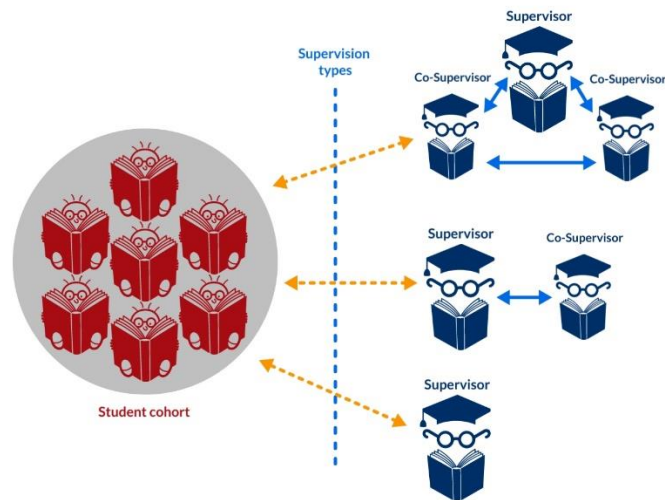 Supervisor
Supervision
types
Co-Supervisor
Co-Supervisor
Supervisor
Co-Supervisor
Supervisor
Student cohort